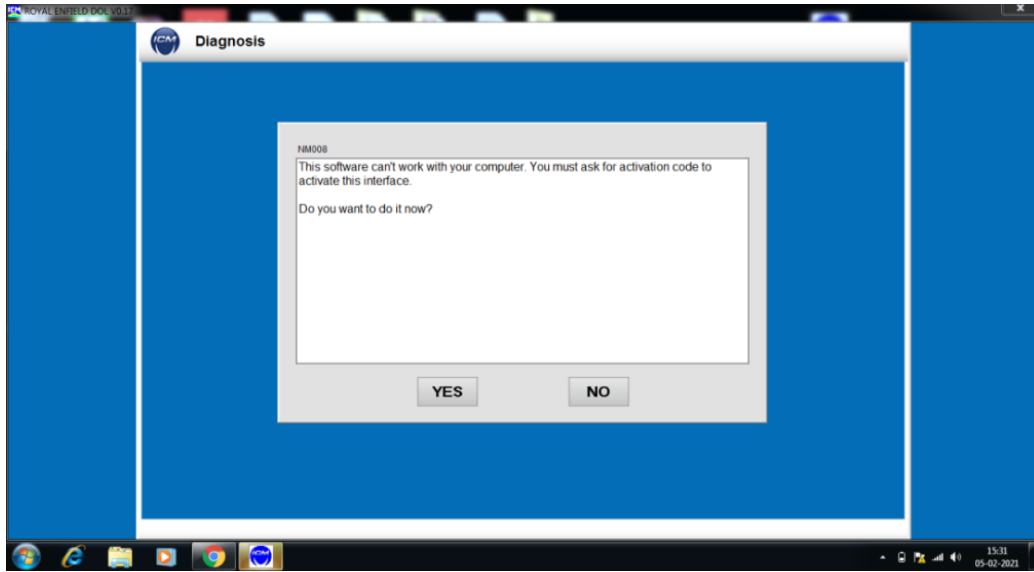 ROYAL ENFIELD DOL V0.17
ICM
Diagnosis
NM008
This software can't work with your computer. You must ask for activation code to
activate this interface.
Do you want to do it now?
YES
NO
ICM
15:31
05-02-2021